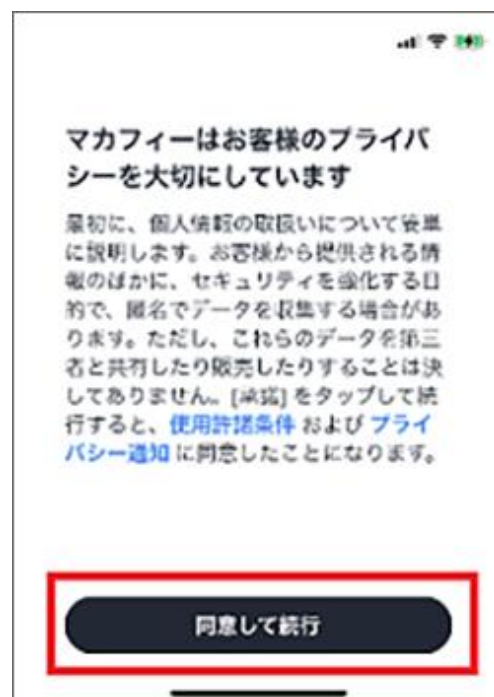 マカフィーはお客様のプライバ
シーを大切にしています
最初に、個人情報の取扱いについて簡単
に説明します。お客様から提供される情
報のほかに、セキュリティを強化する目
的で、匿名でデータを収集する場合があ
ります。ただし、これらのデータを第三
者と共有したり販売したりすることは決
してありません。[承諾] をタップして続
行すると、使用許諾条件 および プライ
バシー通知 に同意したことになります。
同意して続行